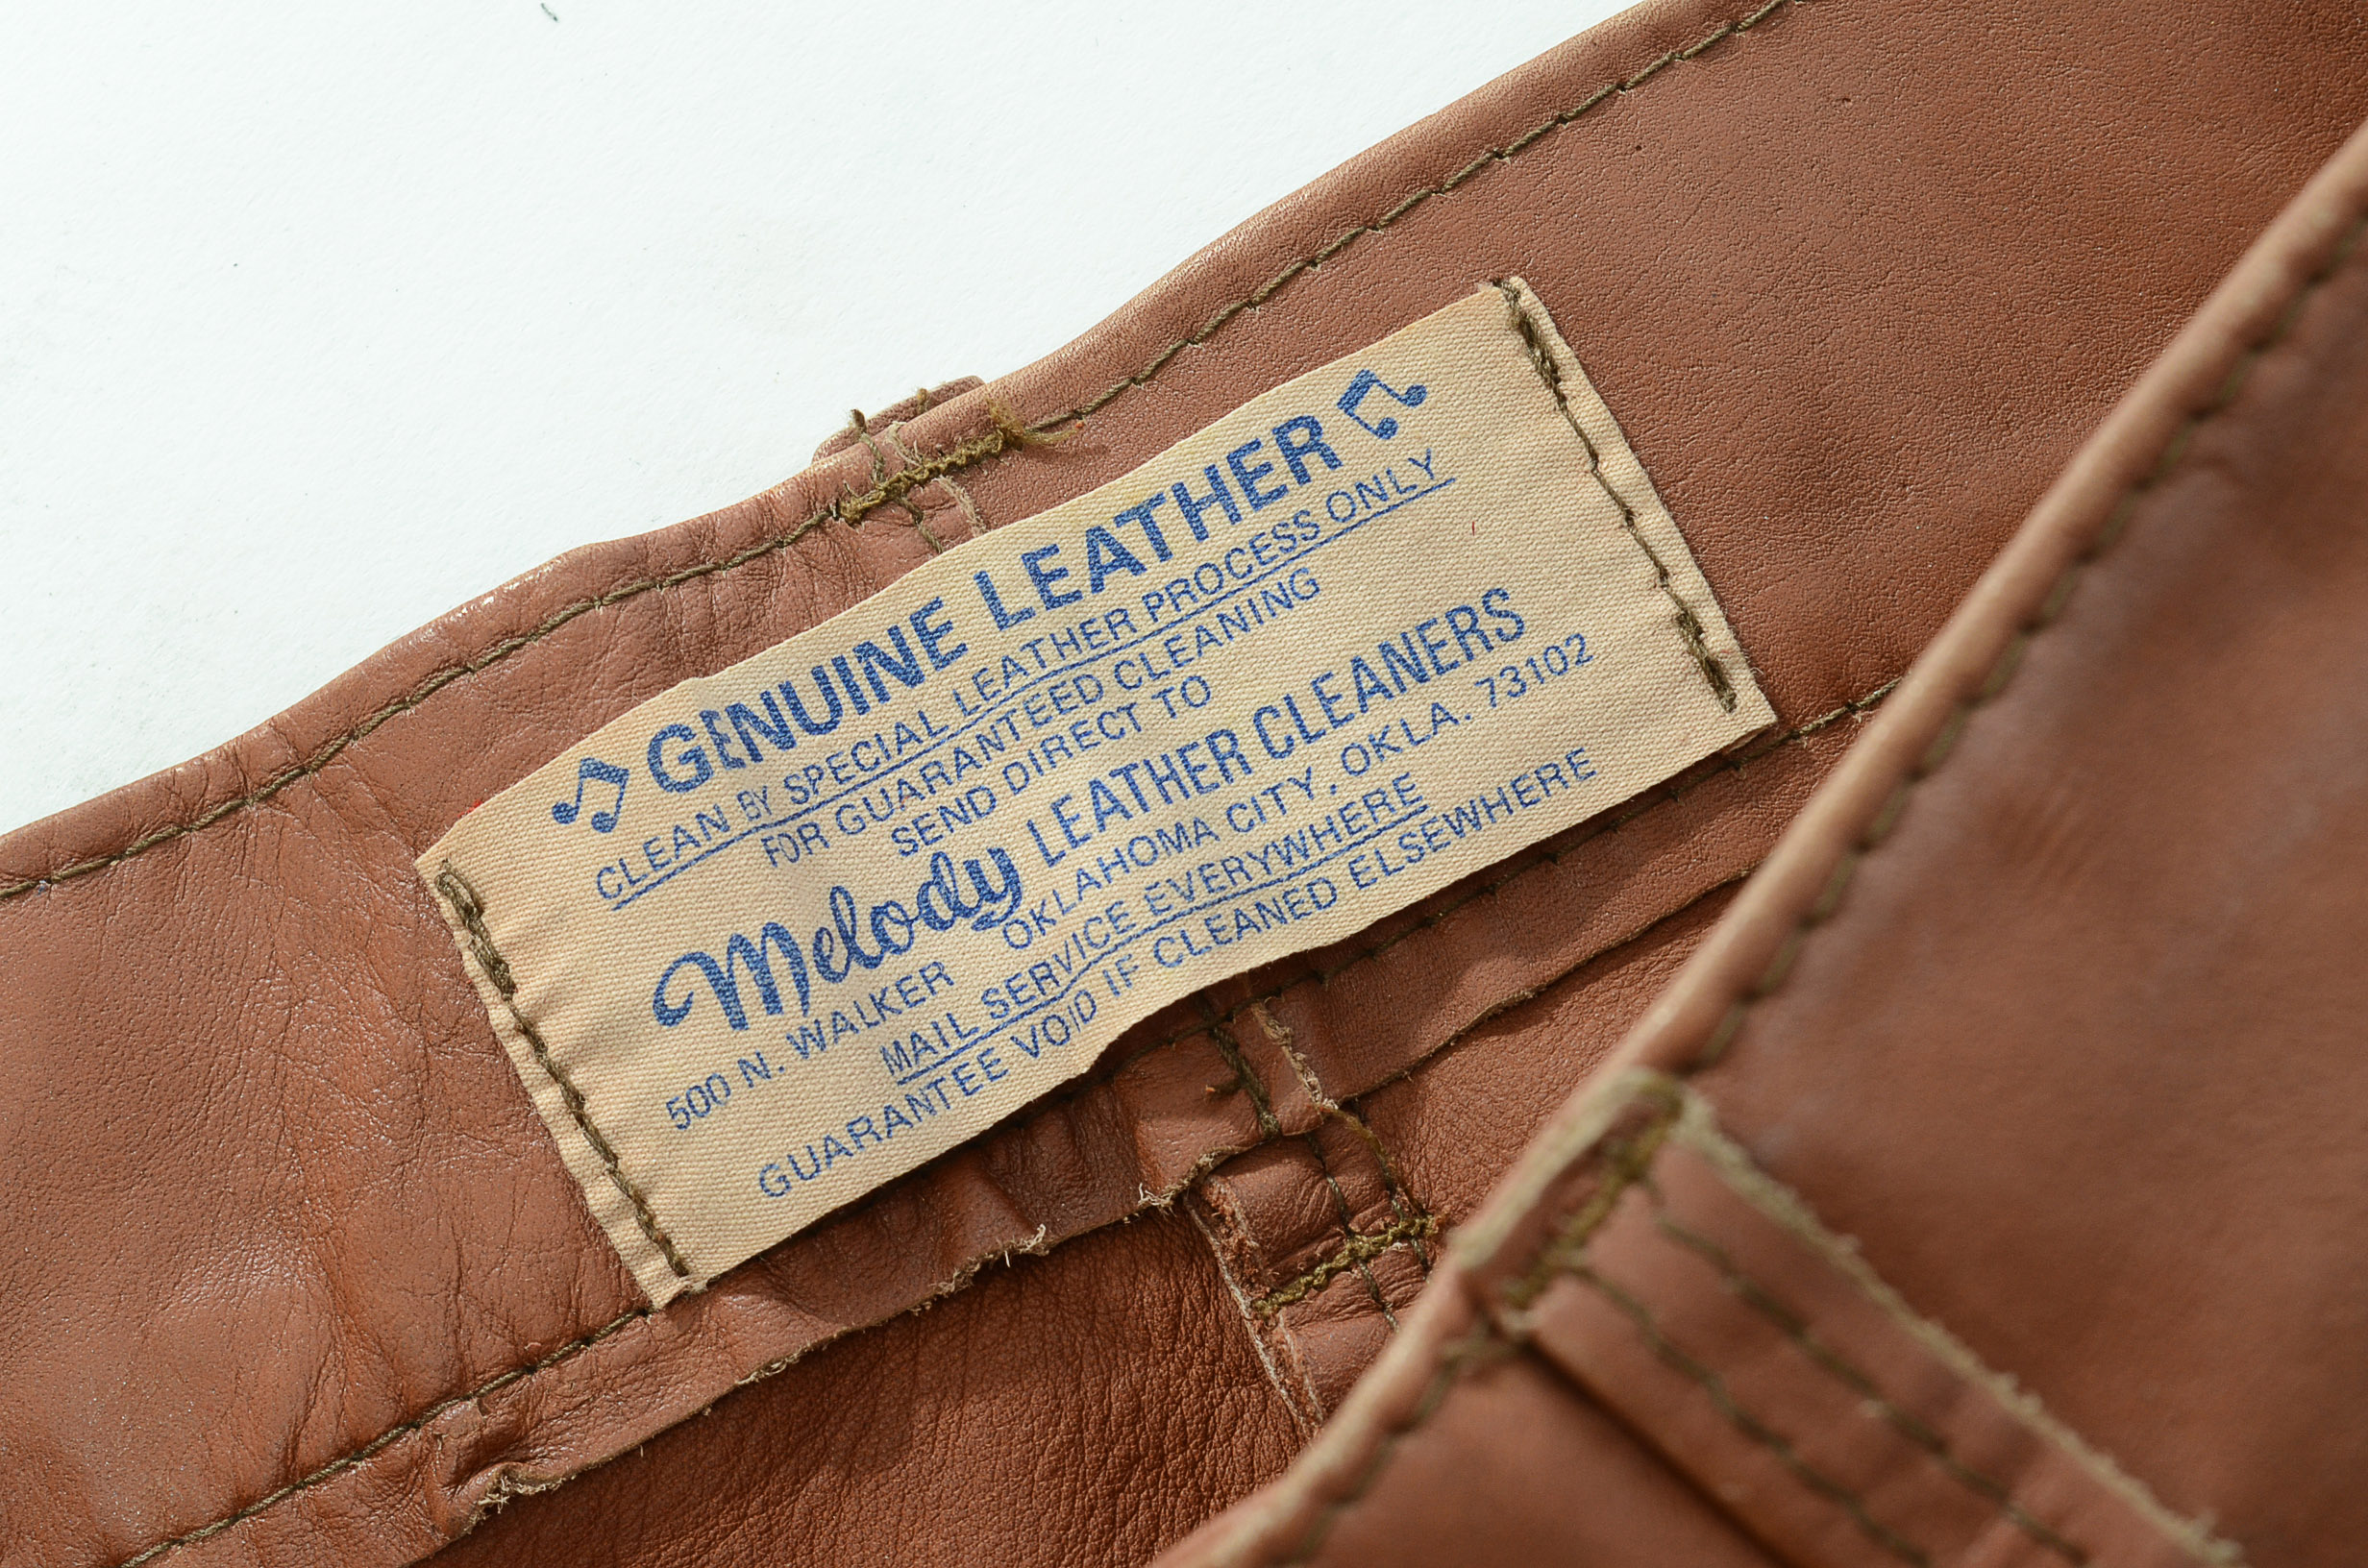 GENUINE LEATHER
CLEAN BY SPECIAL LEATHER PROCESS ONLY
FOR GUARANTEED CLEANING
SEND DIRECT TO
Melody LEATHER CLEANERS
500 N. WALKER OKLAHOMA CITY, OKLA. 73102
MAIL SERVICE EVERYWHERE
GUARANTEE VOID IF CLEANED ELSEWHERE